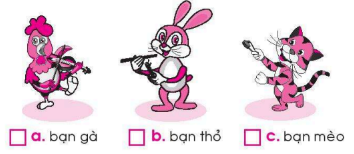 a. bạn gà b. bạn thỏ c. bạn mèo